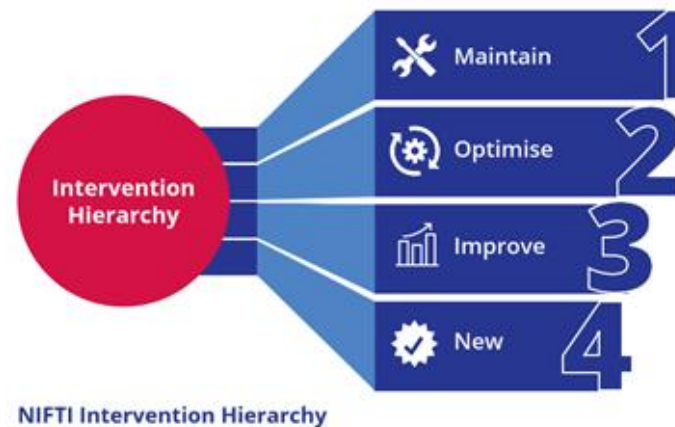 Intervention
Hierarchy
Maintain 1
Optimise 2
Improve 3
New 4
NIFTI Intervention Hierarchy